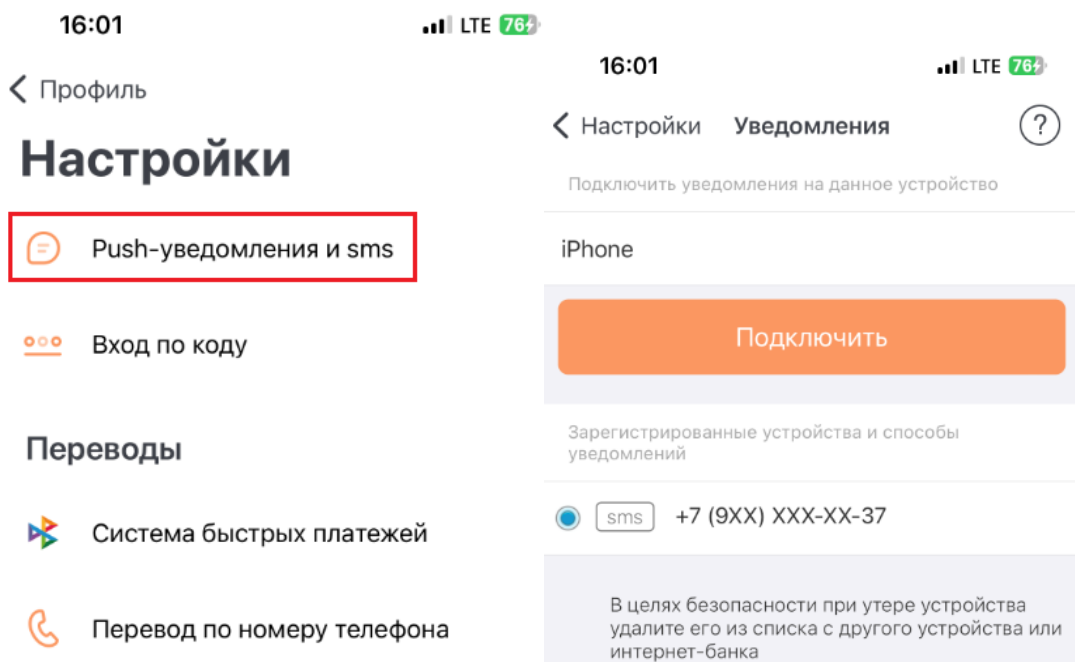 16:01
LTE 76
Профиль
Настройки
Push-уведомления и sms
Вход по коду
Переводы
Система быстрых платежей
Перевод по номеру телефона
16:01
LTE 76
Настройки Уведомления ?
Подключить уведомления на данное устройство
iPhone
Подключить
Зарегистрированные устройства и способы
уведомлений
sms +7 (9XX) XXX-XX-37
В целях безопасности при утере устройства
удалите его из списка с другого устройства или
интернет-банка